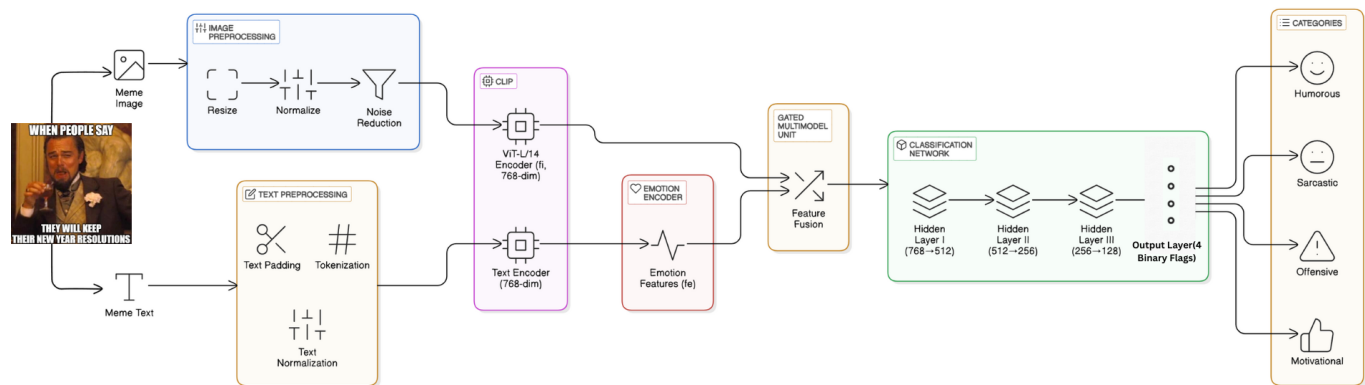 IMAGE
PREPROCESSING
Meme
Image
Resize
Normalize
Noise
Reduction
WHEN PEOPLE SAY
THEY WILL KEEP
THEIR NEW YEAR RESOLUTIONS
Meme Text
TEXT PREPROCESSING
Text Padding
Tokenization
Text
Normalization
CLIP
ViT-L/14
Encoder (fi,
768-dim)
Text Encoder
(768-dim)
EMOTION
ENCODER
Emotion
Features (fe)
GATED
MULTIMODEL
UNIT
Feature
Fusion
CLASSIFICATION
NETWORK
Hidden
Layer I
(768→512)
Hidden
Layer II
(512→256)
Hidden
Layer III
(256→128)
Output Layer(4
Binary Flags)
CATEGORIES
Humorous
Sarcastic
Offensive
Motivational